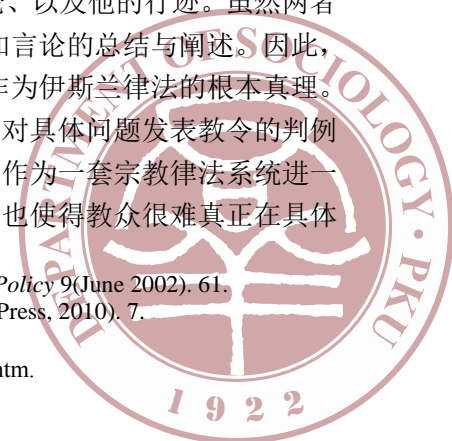 、以及他的行迹。虽然两者
和言论的总结与阐述。因此，
作为伊斯兰律法的根本真理。
对具体问题发表教令的判例
作为一套宗教律法系统进一
也使得教众很难真正在具体
Policy 9(June 2002). 61.
Press, 2010). 7.
ntm.
DEPARTMENT OF SOCIOLOGY · PKU
1922